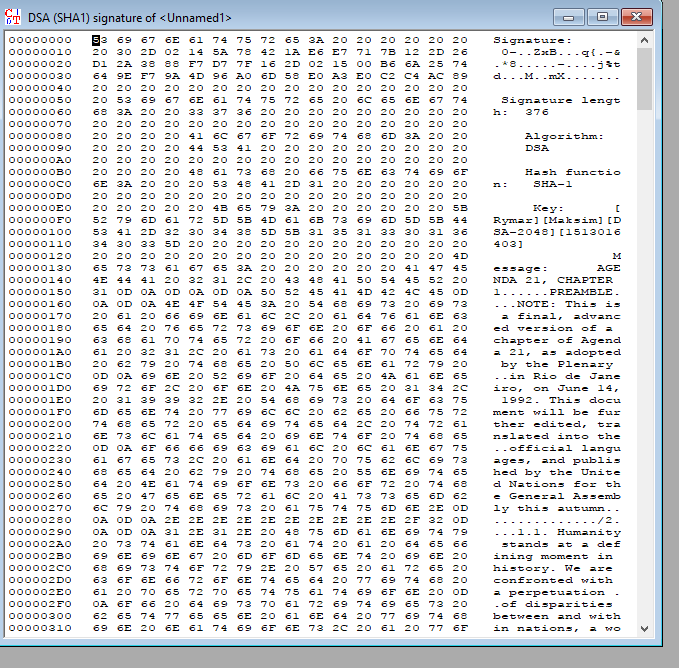 DSA (SHA1) signature of <Unnamed1>
00000000 53 69 67 6E 61 74 75 72 65 3A 20 20 20 20 20 20 Signature:
00000010 20 30 2D 02 14 5A 78 42 1A E6 E7 71 7B 12 2D 26 0-..ZxB...q{.-&
00000020 D1 2A 38 88 F7 D7 7F 16 2D 02 15 00 B6 6A 25 74 .*8.....-....j%t
00000030 64 9E F7 9A 4D 96 A0 6D 58 E0 A3 E0 C2 C4 AC 89 d...M..mX.......
00000040 20 20 20 20 20 20 20 20 20 20 20 20 20 20 20 20
00000050 20 53 69 67 6E 61 74 75 72 65 20 6C 65 6E 67 74 Signature lengt
00000060 68 3A 20 20 33 37 36 20 20 20 20 20 20 20 20 20 h:  376
00000070 20 20 20 20 20 20 20 20 20 20 20 20 20 20 20 20
00000080 20 20 20 20 41 6C 67 6F 72 69 74 68 6D 3A 20 20 Algorithm:
00000090 20 20 20 20 44 53 41 20 20 20 20 20 20 20 20 20 DSA
000000A0 20 20 20 20 20 20 20 20 20 20 20 20 20 20 20 20
000000B0 20 20 20 20 48 61 73 68 20 66 75 6E 63 74 69 6F Hash functio
000000C0 6E 3A 20 20 20 53 48 41 2D 31 20 20 20 20 20 20 n:   SHA-1
000000D0 20 20 20 20 20 20 20 20 20 20 20 20 20 20 20 20
000000E0 20 20 20 20 20 4B 65 79 3A 20 20 20 20 20 20 5B Key:      [
000000F0 52 79 6D 61 72 5D 5B 4D 61 6B 73 69 6D 5D 5B 44 Rymar][Maksim][D
00000100 53 41 2D 32 30 34 38 5D 5B 31 35 31 33 30 31 36 SA-2048][1513016
00000110 34 30 33 5D 20 20 20 20 20 20 20 20 20 20 20 20 403]
00000120 20 20 20 20 20 20 20 20 20 20 20 20 20 20 20 4D M
00000130 65 73 73 61 67 65 3A 20 20 20 20 20 20 41 47 45 essage:      AGE
00000140 4E 44 41 20 32 31 2C 20 43 48 41 50 54 45 52 20 NDA 21, CHAPTER
00000150 31 0D 0A 0D 0A 0D 0A 50 52 45 41 4D 42 4C 45 0D 1......PREAMBLE.
00000160 0A 0D 0A 4E 4F 54 45 3A 20 54 68 69 73 20 69 73 ...NOTE: This is
00000170 20 61 20 66 69 6E 61 6C 2C 20 61 64 76 61 6E 63 a final, advanc
00000180 65 64 20 76 65 72 73 69 6F 6E 20 6F 66 20 61 20 ed version of a
00000190 63 68 61 70 74 65 72 20 6F 66 20 41 67 65 6E 64 chapter of Agend
000001A0 61 20 32 31 2C 20 61 73 20 61 64 6F 70 74 65 64 a 21, as adopted
000001B0 20 62 79 20 74 68 65 20 50 6C 65 6E 61 72 79 20 by the Plenary
000001C0 0D 0A 69 6E 20 52 69 6F 20 64 65 20 4A 61 6E 65 ..in Rio de Jane
000001D0 69 72 6F 2C 20 6F 6E 20 4A 75 6E 65 20 31 34 2C iro, on June 14,
000001E0 20 31 39 39 32 2E 20 54 68 69 73 20 64 6F 63 75 1992. This docu
000001F0 6D 65 6E 74 20 77 69 6C 6C 20 62 65 20 66 75 72 ment will be fur
00000200 74 68 65 72 20 65 64 69 74 65 64 2C 20 74 72 61 ther edited, tra
00000210 6E 73 6C 61 74 65 64 20 69 6E 74 6F 20 74 68 65 nslated into the
00000220 0D 0A 6F 66 66 69 63 69 61 6C 20 6C 61 6E 67 75 ..official langu
00000230 61 67 65 73 2C 20 61 6E 64 20 70 75 62 6C 69 73 ages, and publis
00000240 68 65 64 20 62 79 20 74 68 65 20 55 6E 69 74 65 hed by the Unite
00000250 64 20 4E 61 74 69 6F 6E 73 20 66 6F 72 20 74 68 d Nations for th
00000260 65 20 47 65 6E 65 72 61 6C 20 41 73 73 65 6D 62 e General Assemb
00000270 6C 79 20 74 68 69 73 20 61 75 74 75 6D 6E 2E 0D ly this autumn..
00000280 0A 0D 0A 2E 2E 2E 2E 2E 2E 2E 2E 2E 2E 2F 32 0D ............./2.
00000290 0A 0D 0A 31 2E 31 2E 20 48 75 6D 61 6E 69 74 79 ...1.1. Humanity
000002A0 20 73 74 61 6E 64 73 20 61 74 20 61 20 64 65 66 stands at a def
000002B0 69 6E 69 6E 67 20 6D 6F 6D 65 6E 74 20 69 6E 20 ining moment in
000002C0 68 69 73 74 6F 72 79 2E 20 57 65 20 61 72 65 20 history. We are
000002D0 63 6F 6E 66 72 6F 6E 74 65 64 20 77 69 74 68 20 confronted with
000002E0 61 20 70 65 72 70 65 74 75 61 74 69 6F 6E 20 0D a perpetuation .
000002F0 0A 6F 66 20 64 69 73 70 61 72 69 74 69 65 73 20 .of disparities
00000300 62 65 74 77 65 65 6E 20 61 6E 64 20 77 69 74 68 between and with
00000310 69 6E 20 6E 61 74 69 6F 6E 73 2C 20 61 20 77 6F in nations, a wo